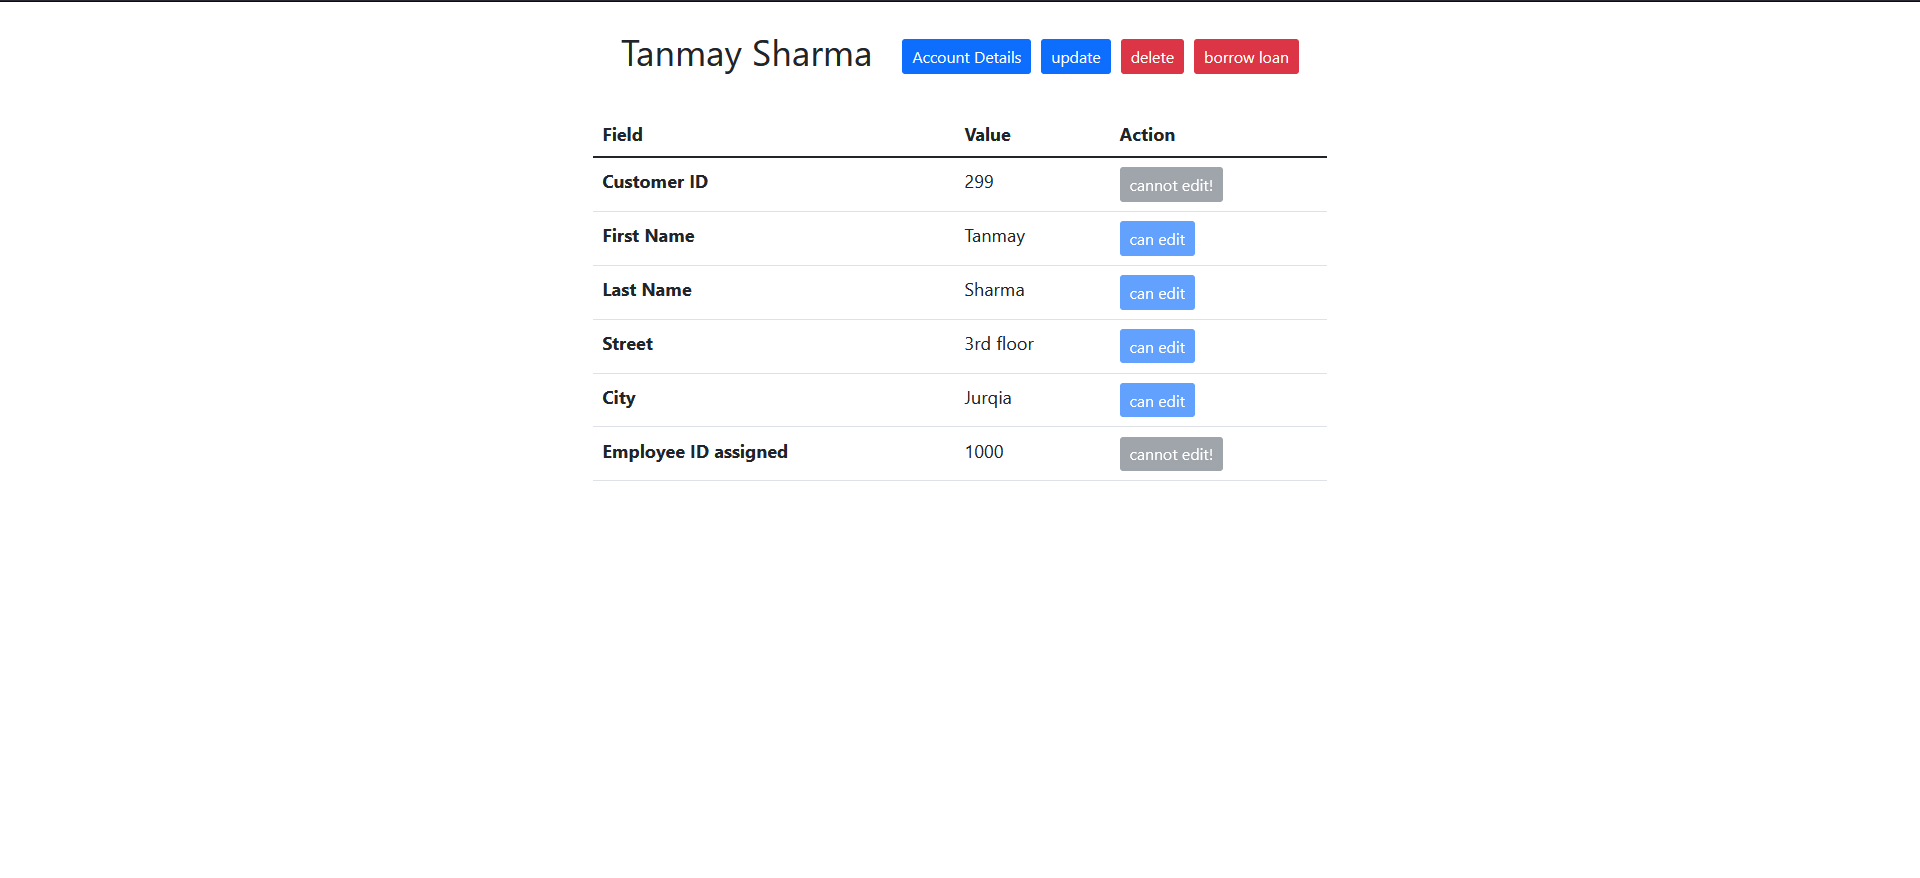 Tanmay Sharma Account Details update delete borrow loan
Field Value Action
Customer ID 299 cannot edit!
First Name Tanmay can edit
Last Name Sharma can edit
Street 3rd floor can edit
City Jurqia can edit
Employee ID assigned 1000 cannot edit!